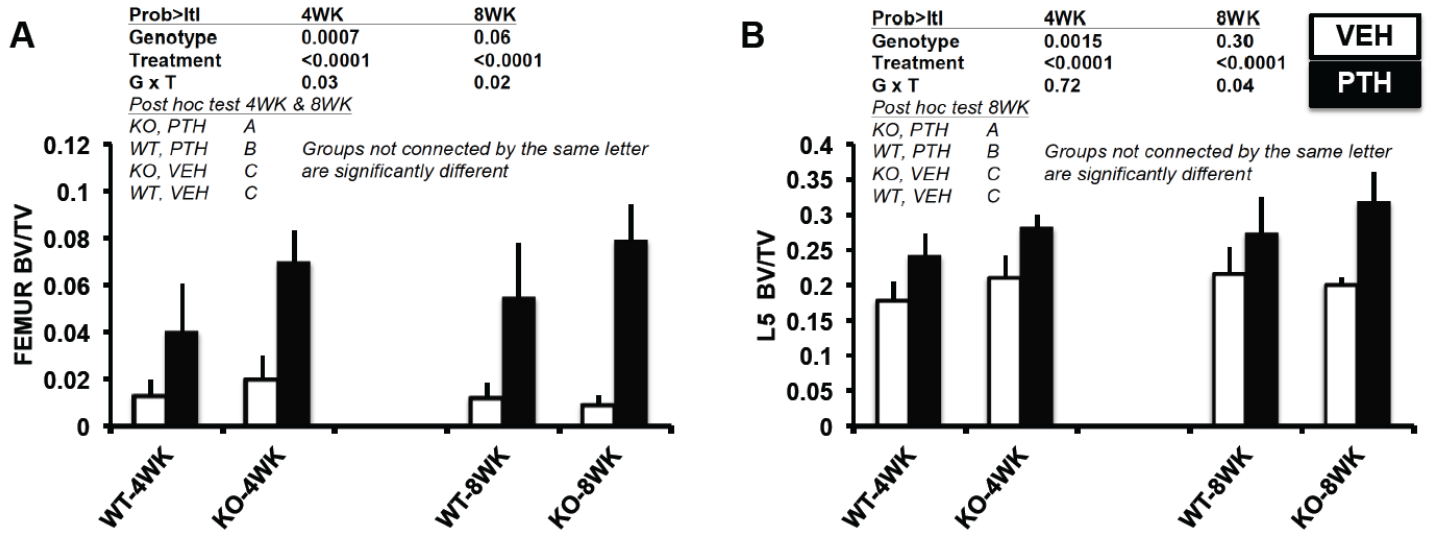 A
Prob>ItI 4WK 8WK
Genotype 0.0007 0.06
Treatment <0.0001 <0.0001
G x T 0.03 0.02
Post hoc test 4WK & 8WK
KO, PTH A
WT, PTH B
KO, VEH C
WT, VEH C
Groups not connected by the same letter
are significantly different
FEMUR BV/TV
0.12
0.1
0.08
0.06
0.04
0.02
0
WT-4WK
KO-4WK
WT-8WK
KO-8WK
B
Prob>ItI 4WK 8WK
Genotype 0.0015 0.30
Treatment <0.0001 <0.0001
G x T 0.72 0.04
Post hoc test 8WK
KO, PTH A
WT, PTH B
KO, VEH C
WT, VEH C
Groups not connected by the same letter
are significantly different
VEH
PTH
L5 BV/TV
0.4
0.35
0.3
0.25
0.2
0.15
0.1
0.05
0
WT-4WK
KO-4WK
WT-8WK
KO-8WK